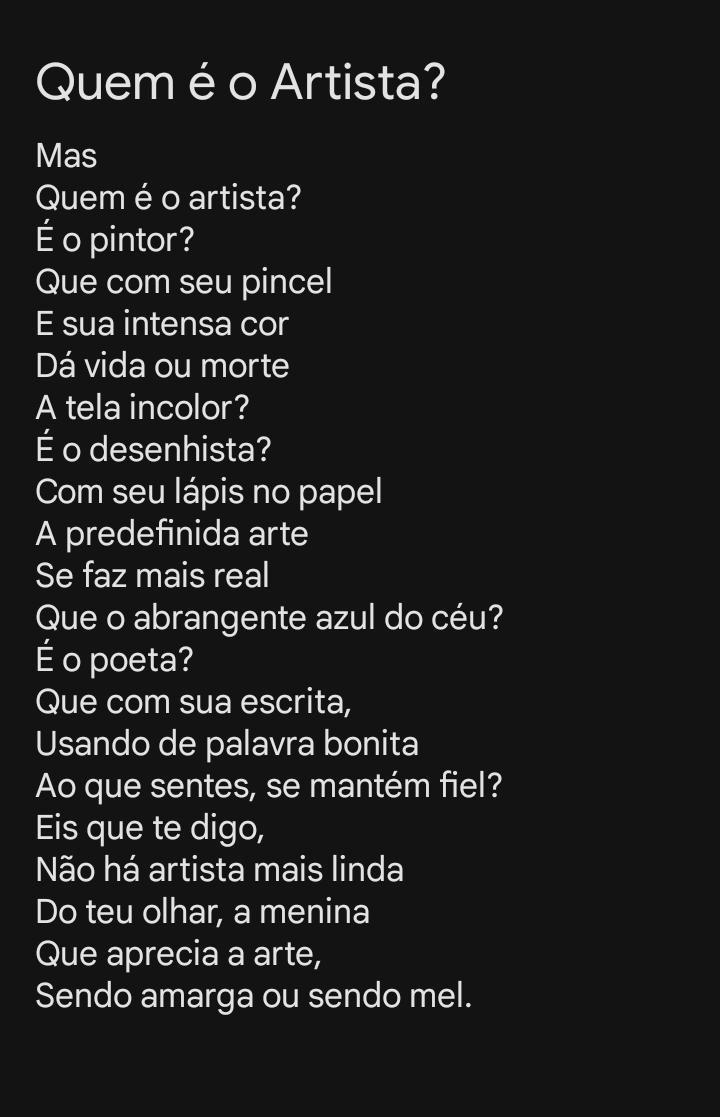 Quem é o Artista?
Mas
Quem é o artista?
É o pintor?
Que com seu pincel
E sua intensa cor
Dá vida ou morte
A tela incolor?
É o desenhista?
Com seu lápis no papel
A predefinida arte
Se faz mais real
Que o abrangente azul do céu?
É o poeta?
Que com sua escrita,
Usando de palavra bonita
Ao que sentes, se mantém fiel?
Eis que te digo,
Não há artista mais linda
Do teu olhar, a menina
Que aprecia a arte,
Sendo amarga ou sendo mel.